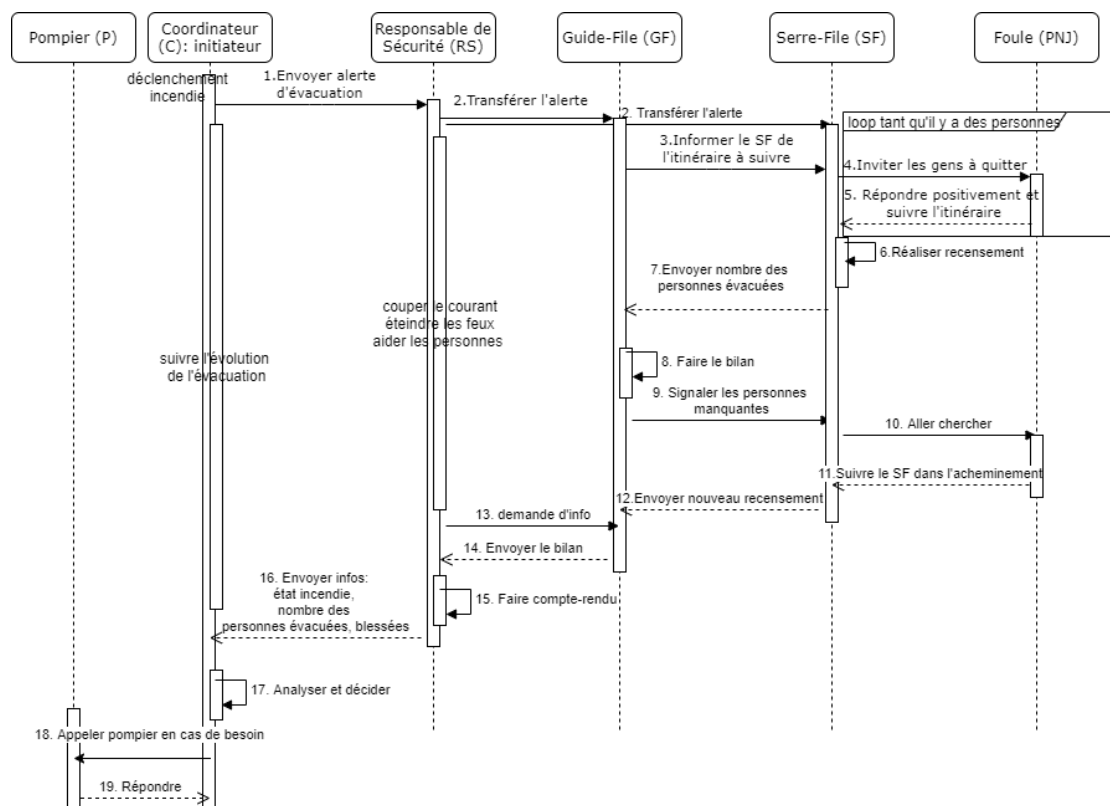 Pompier (P)
Coordinateur
(C): initiateur
Responsable de
Sécurité (RS)
Guide-File (GF)
Serre-File (SF)
Foule (PNJ)
déclenchement
incendie
1.Envoyer alerte
d'évacuation
2.Transférer l'alerte
2. Transférer l'alerte
loop tant qu'il y a des personnes
3.Informer le SF de
l'itinéraire à suivre
4.Inviter les gens à quitter
5. Répondre positivement et
suivre l'itinéraire
6.Réaliser recensement
7.Envoyer nombre des
personnes évacuées
couper le courant
éteindre les feux
aider les personnes
suivre l'évolution
de l'évacuation
8. Faire le bilan
9. Signaler les personnes
manquantes
10. Aller chercher
11.Suivre le SF dans l'acheminement
12.Envoyer nouveau recensement
13. demande d'info
14. Envoyer le bilan
15. Faire compte-rendu
16. Envoyer infos:
état incendie,
nombre des
personnes évacuées, blessées
17. Analyser et décider
18. Appeler pompier en cas de besoin
19. Répondre